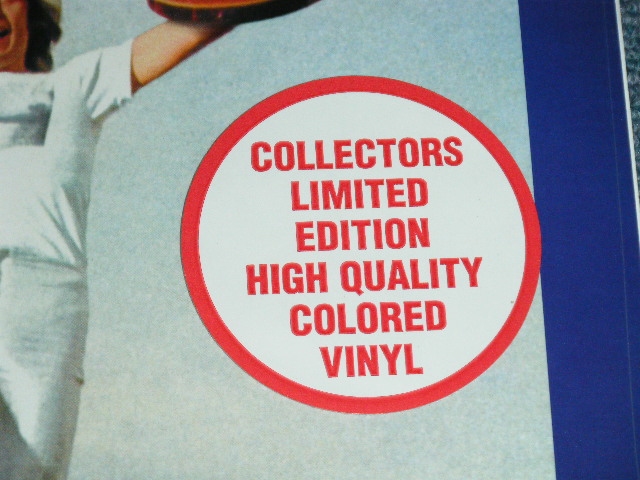 COLLECTORS
LIMITED
EDITION
HIGH QUALITY
COLORED
VINYL